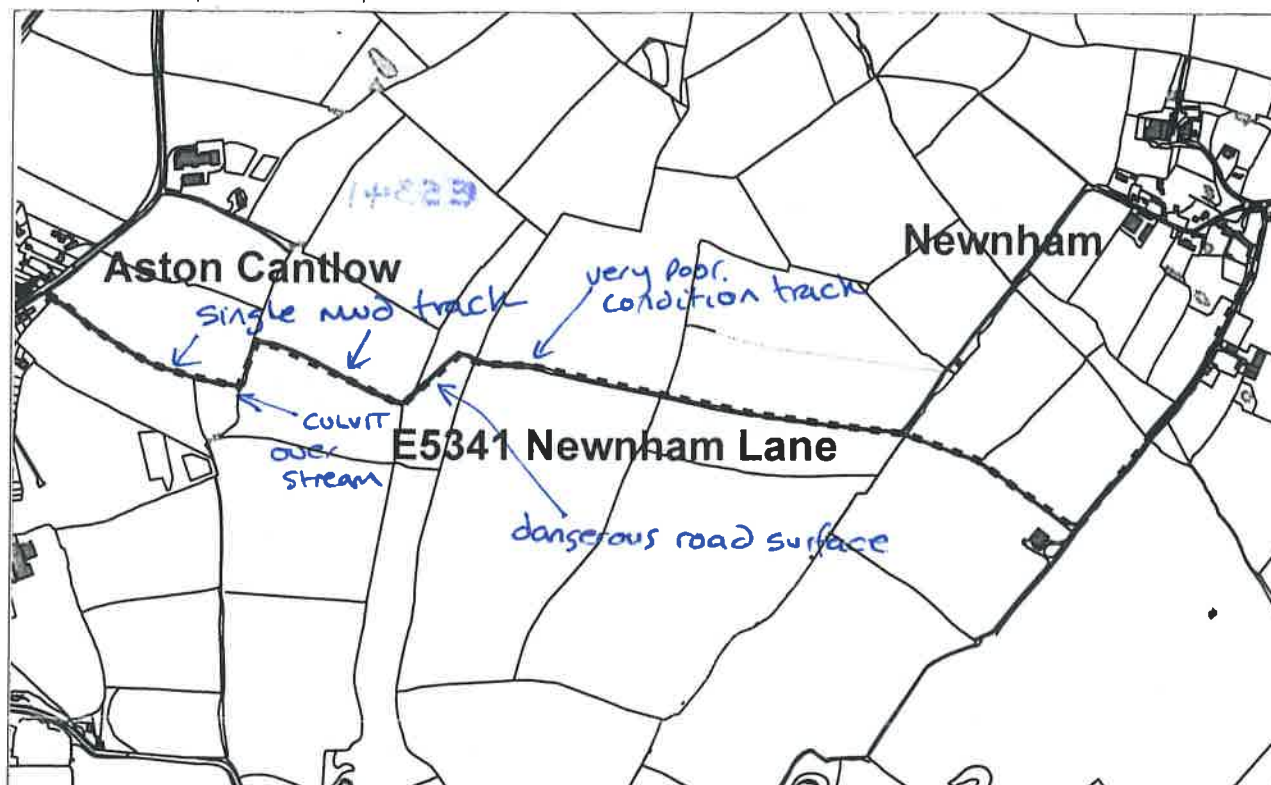 Newnham
Aston Cantlow
very poor.
condition track
single mud track
CULVIT
over
stream
E5341 Newnham Lane
dangerous road surface